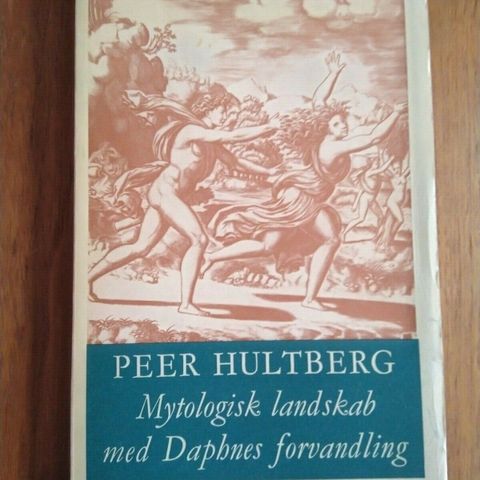 PEER HULTBERG
Mytologisk landskab
med Daphnes forvandling